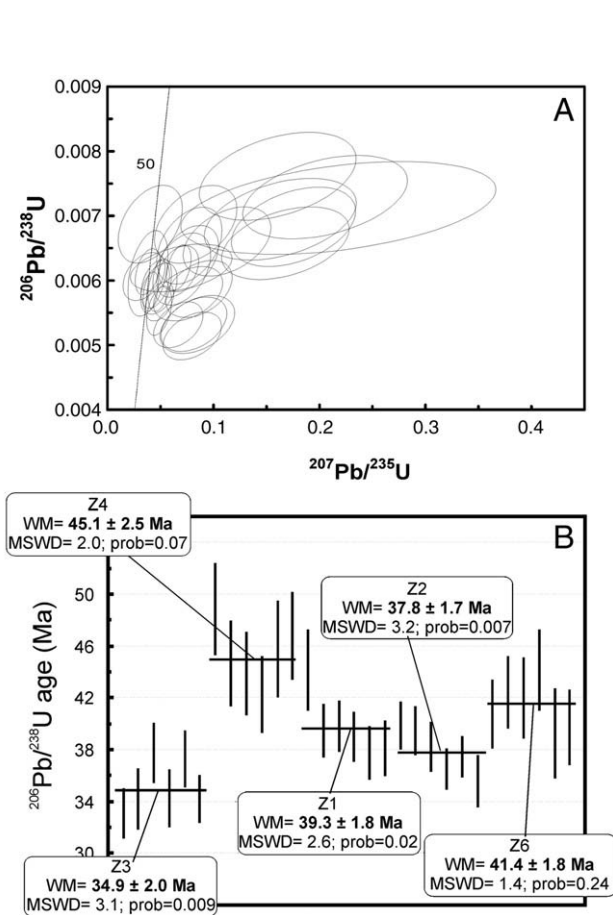 0.009
A
0.008
50
0.007
206Pb/238U
0.006
0.005
0.004
0.0 0.1 0.2 0.3 0.4
207Pb/235U
Z4
WM= 45.1 ± 2.5 Ma
MSWD= 2.0; prob=0.07
B
50
Z2
WM= 37.8 ± 1.7 Ma
MSWD= 3.2; prob=0.007
46
206Pb/238U age (Ma)
42
38
34
Z1
WM= 39.3 ± 1.8 Ma
MSWD= 2.6; prob=0.02
30
Z6
WM= 41.4 ± 1.8 Ma
MSWD= 1.4; prob=0.24
Z3
WM= 34.9 ± 2.0 Ma
MSWD= 3.1; prob=0.009